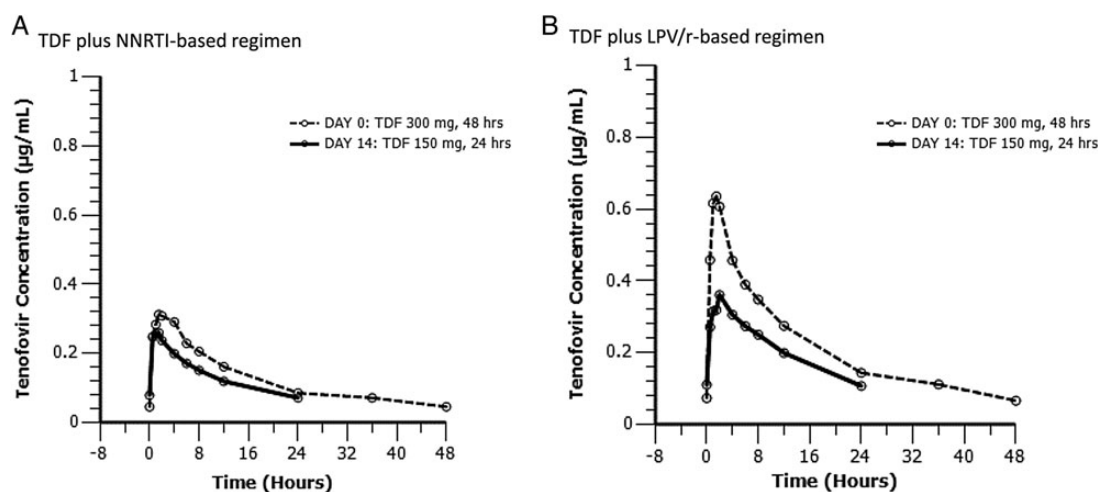 A
TDF plus NNRTI-based regimen
Tenofovir Concentration (µg/mL)
1
0.8
0.6
0.4
0.2
0
-8 0 8 16 24 32 40 48
Time (Hours)
DAY 0: TDF 300 mg, 48 hrs
DAY 14: TDF 150 mg, 24 hrs
B
TDF plus LPV/r-based regimen
Tenofovir Concentration (µg/mL)
1
0.8
0.6
0.4
0.2
0
-8 0 8 16 24 32 40 48
Time (Hours)
DAY 0: TDF 300 mg, 48 hrs
DAY 14: TDF 150 mg, 24 hrs